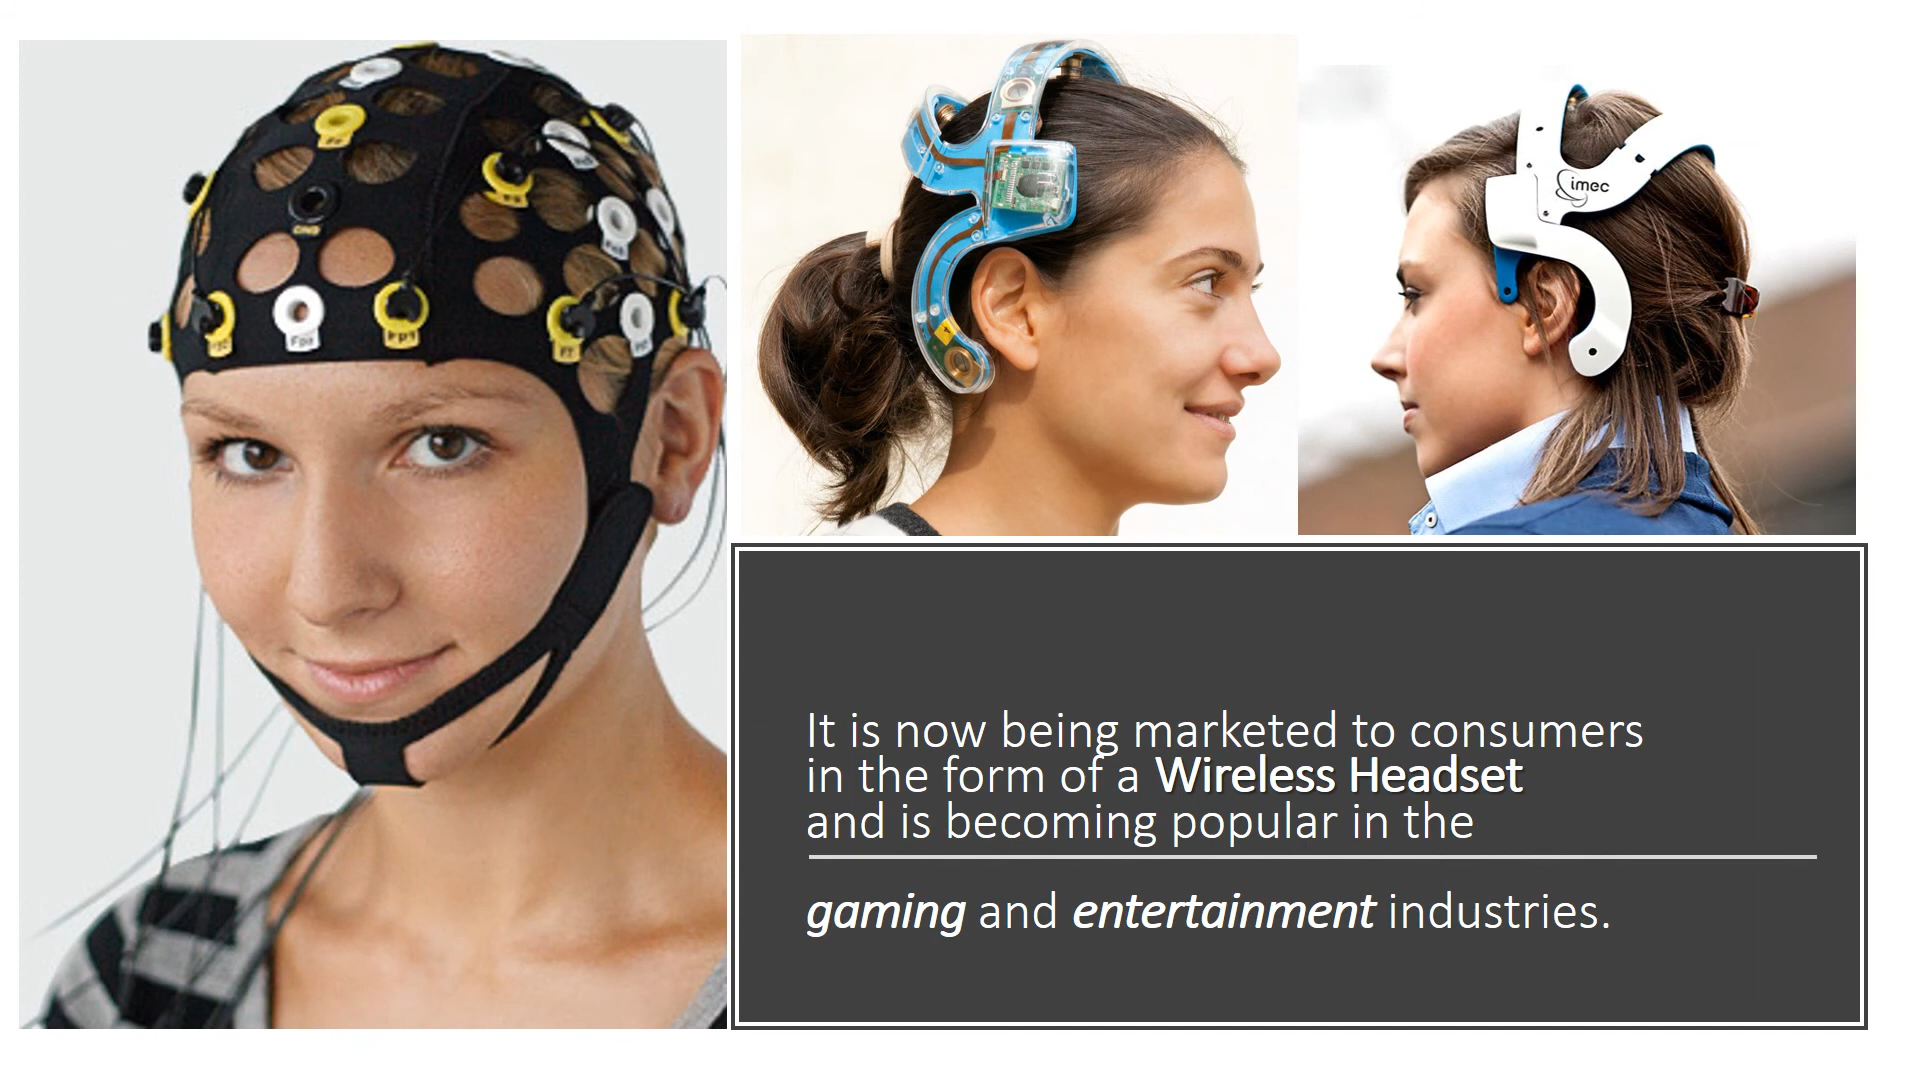 imec
It is now being marketed to consumers
in the form of a Wireless Headset
and is becoming popular in the
gaming and entertainment industries.